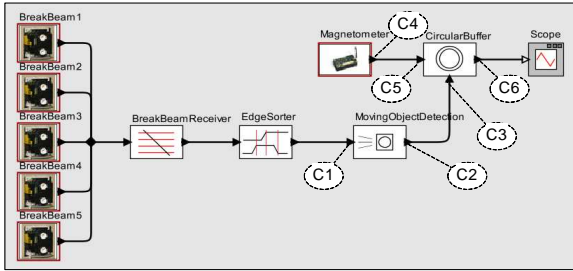 BreakBeam1
BreakBeam2
BreakBeam3
BreakBeam4
BreakBeam5
BreakBeamReceiver
EdgeSorter
MovingObjectDetection
Magnetometer
CircularBuffer
Scope
C4
C5
C6
C3
C1
C2